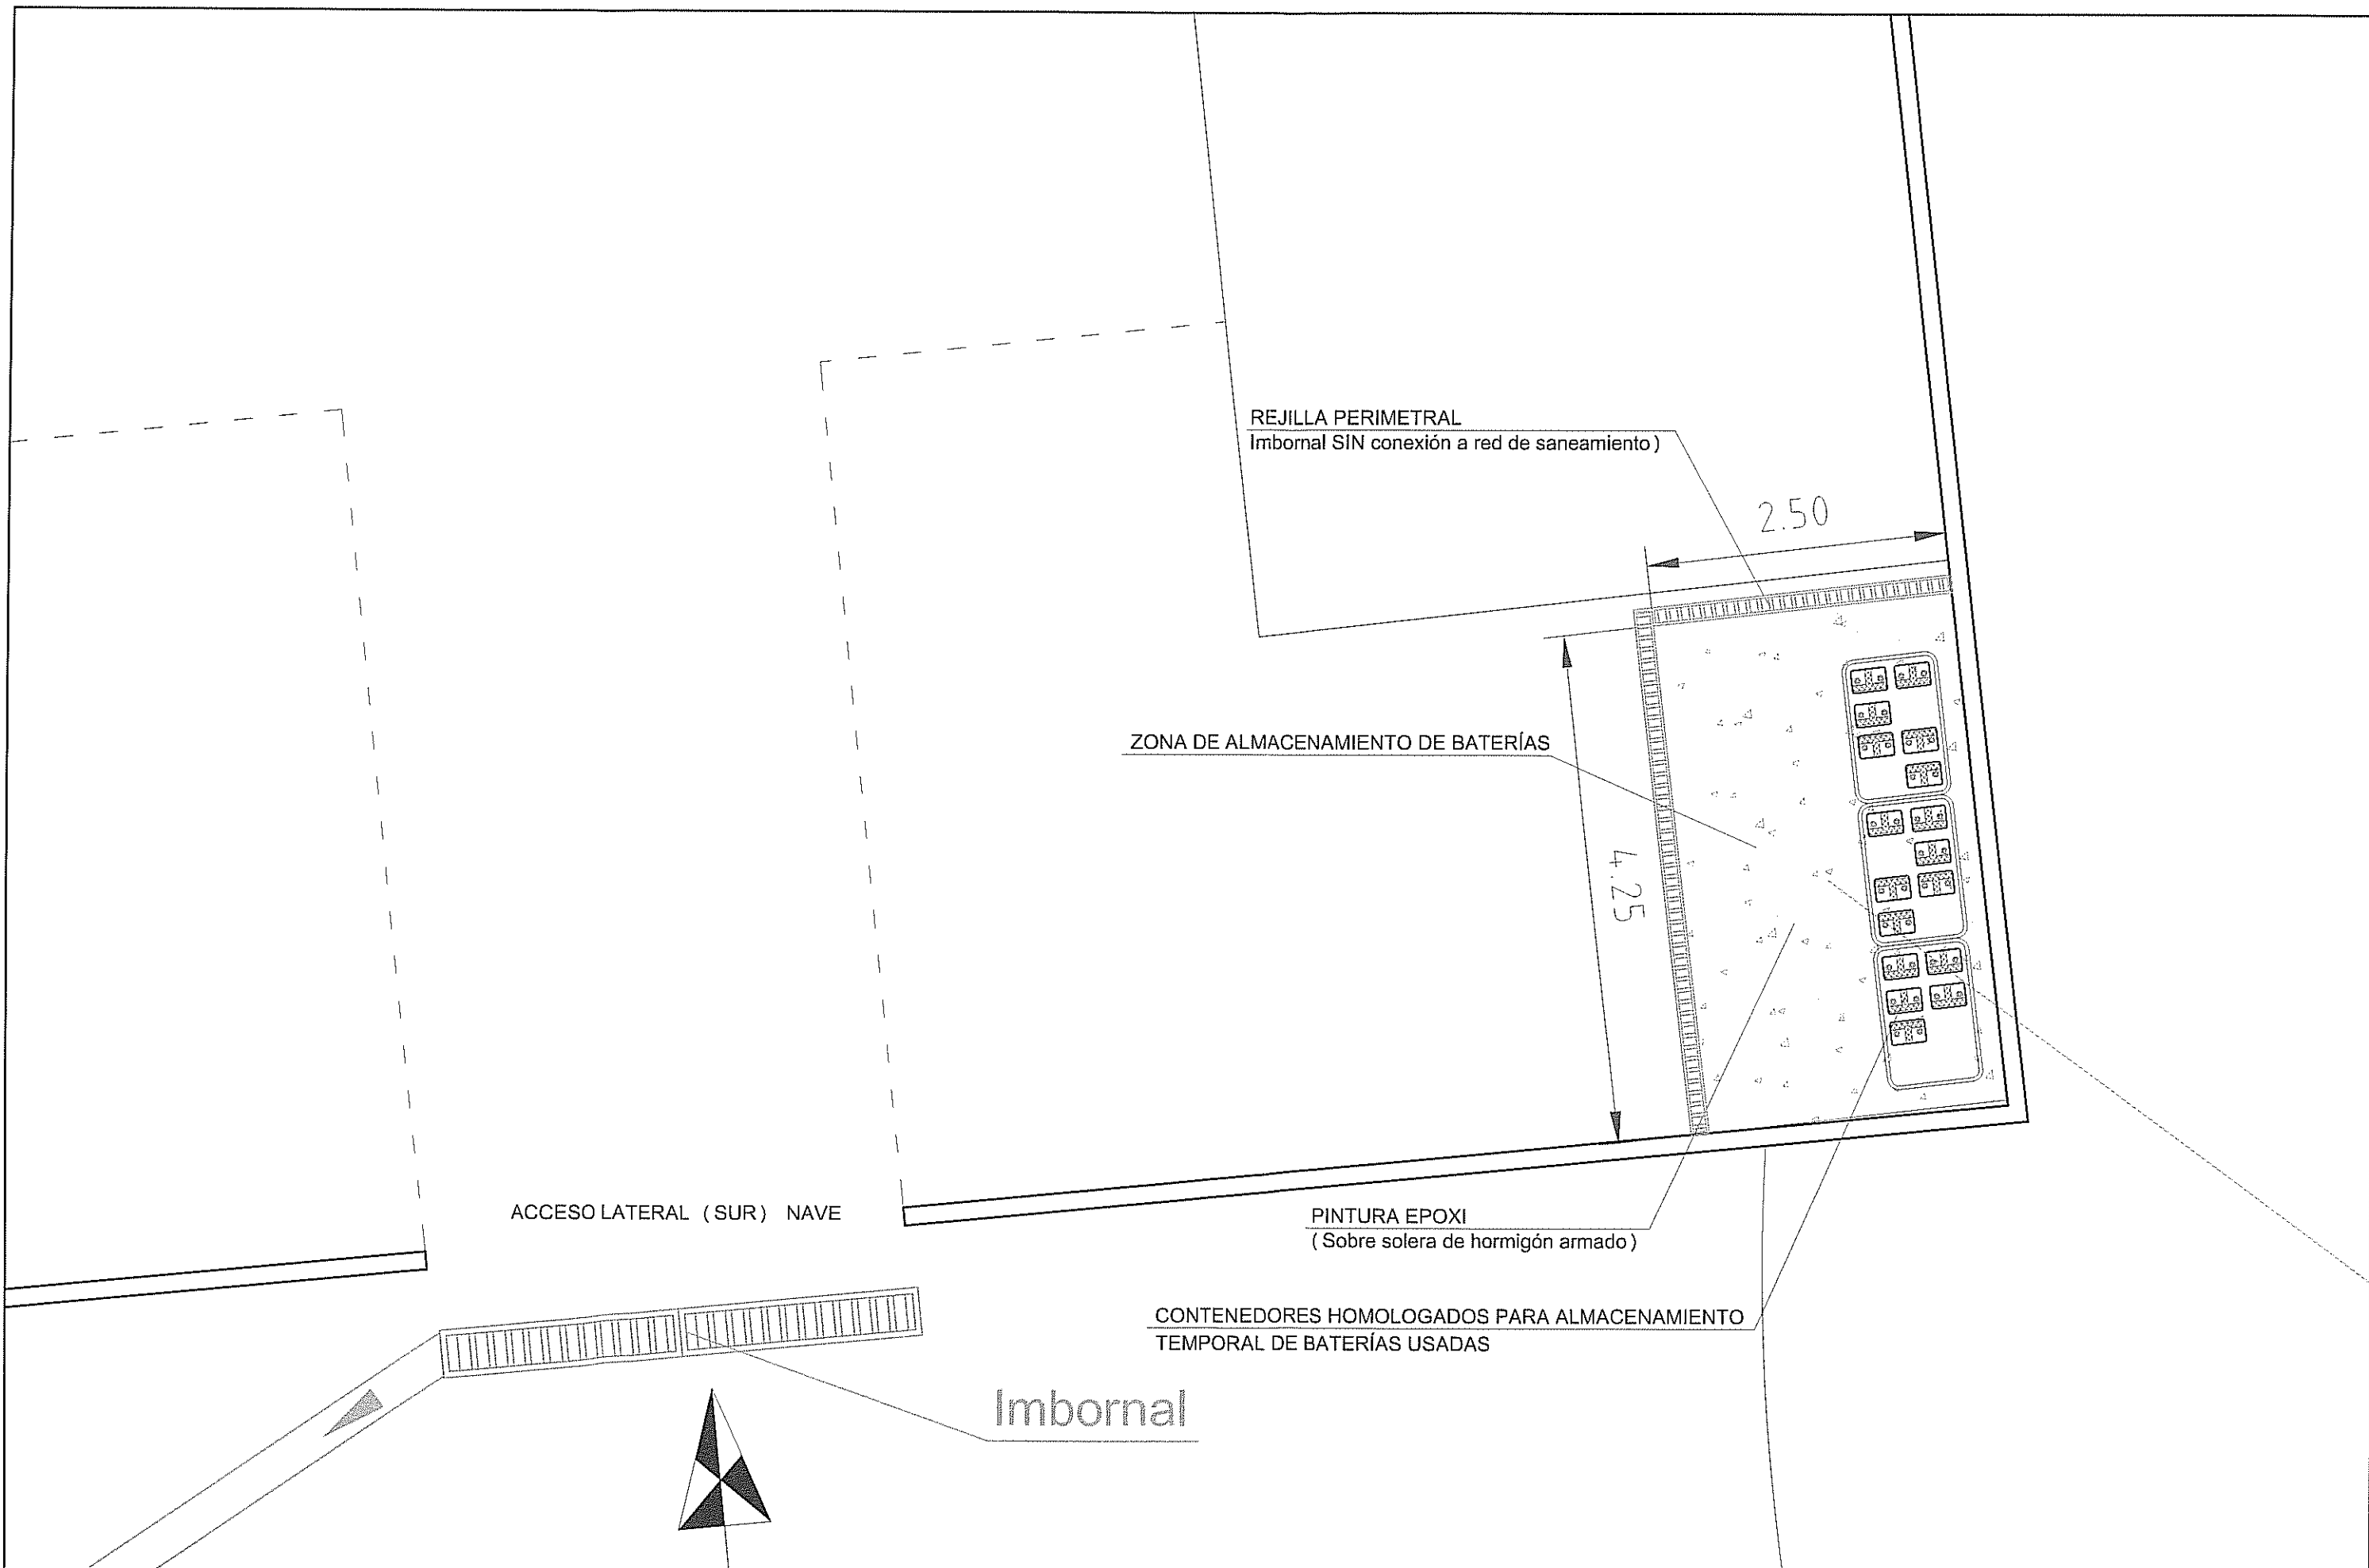 REJILLA PERIMETRAL
Imbornal SIN conexión a red de saneamiento)
2.50
ZONA DE ALMACENAMIENTO DE BATERÍAS
4.25
ACCESO LATERAL (SUR) NAVE
PINTURA EPOXI
(Sobre solera de hormigón armado)
CONTENEDORES HOMOLOGADOS PARA ALMACENAMIENTO
TEMPORAL DE BATERÍAS USADAS
Imbornal